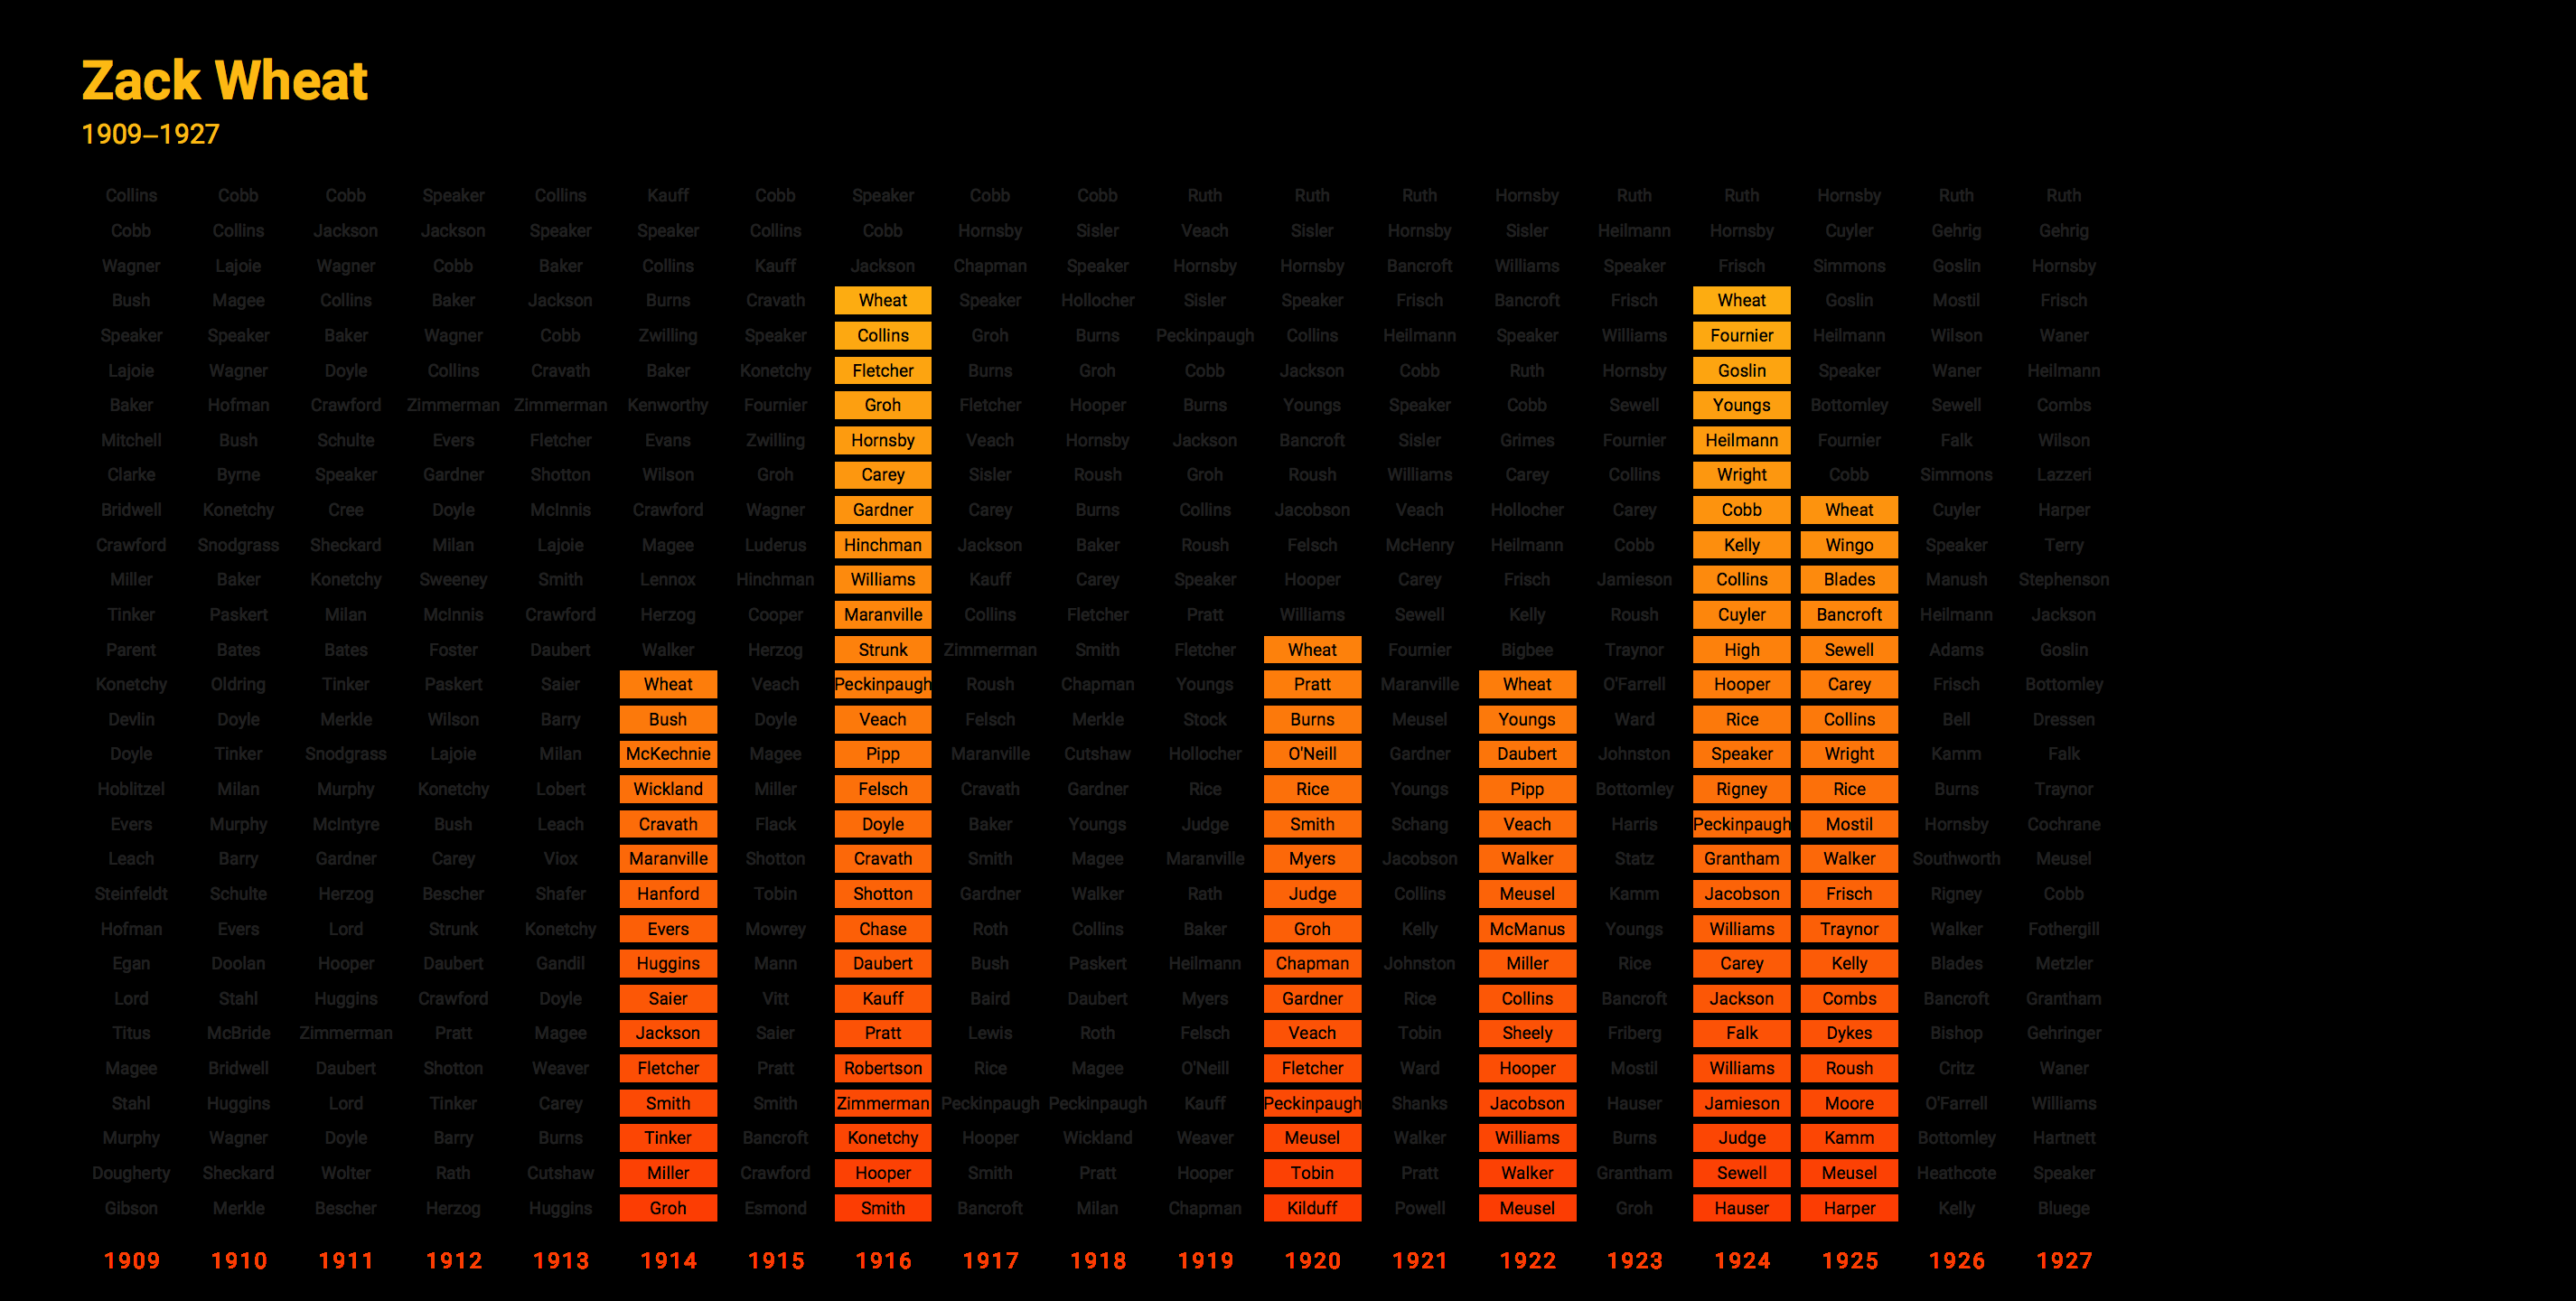 Zack Wheat
1909–1927
Collins Cobb Cobb Speaker Collins Kauff Cobb Speaker Cobb Cobb Ruth Ruth Ruth Hornsby Ruth Ruth Hornsby Ruth Ruth
Cobb Collins Jackson Jackson Speaker Speaker Collins Cobb Hornsby Sisler Veach Sisler Hornsby Sisler Heilmann Hornsby Cuyler Gehrig Gehrig
Wagner Lajoie Wagner Cobb Baker Collins Kauff Jackson Chapman Speaker Hornsby Hornsby Bancroft Williams Speaker Frisch Simmons Goslin Hornsby
Bush Magee Collins Baker Jackson Burns Cravath Wheat Speaker Hollocher Sisler Speaker Frisch Bancroft Frisch Wheat Goslin Mostil Frisch
Speaker Speaker Baker Wagner Cobb Zwilling Speaker Collins Groh Burns Peckinpaugh Collins Heilmann Speaker Williams Fournier Heilmann Wilson Waner
Lajoie Wagner Doyle Collins Cravath Baker Konetchy Fletcher Burns Groh Cobb Jackson Cobb Ruth Hornsby Goslin Speaker Waner Heilmann
Baker Hofman Crawford Zimmerman Zimmerman Kenworthy Fournier Groh Fletcher Hooper Burns Youngs Speaker Cobb Sewell Youngs Bottomley Sewell Combs
Mitchell Bush Schulte Evers Fletcher Evans Zwilling Hornsby Veach Hornsby Jackson Bancroft Sisler Grimes Fournier Heilmann Fournier Falk Wilson
Clarke Byrne Speaker Gardner Shotton Wilson Groh Carey Sisler Roush Groh Roush Williams Carey Collins Wright Cobb Simmons Lazzeri
Bridwell Konetchy Cree Doyle McInnis Crawford Wagner Gardner Carey Burns Collins Jacobson Veach Hollocher Carey Cobb Wheat Cuyler Harper
Crawford Snodgrass Sheckard Milan Lajoie Magee Luderus Hinchman Jackson Baker Roush Felsch McHenry Heilmann Cobb Kelly Wingo Speaker Terry
Miller Baker Konetchy Sweeney Smith Lennox Hinchman Williams Kauff Carey Speaker Hooper Carey Frisch Jamieson Collins Blades Manush Stephenson
Tinker Paskert Milan McInnis Crawford Herzog Cooper Maranville Collins Fletcher Pratt Williams Sewell Kelly Roush Cuyler Bancroft Heilmann Jackson
Parent Bates Bates Foster Daubert Walker Herzog Strunk Zimmerman Smith Fletcher Wheat Fournier Bigbee Traynor High Sewell Adams Goslin
Konetchy Oldring Tinker Paskert Saier Wheat Veach Peckinpaugh Roush Chapman Youngs Pratt Maranville Wheat O'Farrell Hooper Carey Frisch Bottomley
Devlin Doyle Merkle Wilson Barry Bush Doyle Veach Felsch Merkle Stock Burns Meusel Youngs Ward Rice Collins Bell Dressen
Doyle Tinker Snodgrass Lajoie Milan McKechnie Magee Pipp Maranville Cutshaw Hollocher O'Neill Gardner Daubert Johnston Speaker Wright Kamm Falk
Hoblitzel Milan Murphy Konetchy Lobert Wickland Miller Felsch Cravath Gardner Rice Rice Youngs Pipp Bottomley Rigney Rice Burns Traynor
Evers Murphy McIntyre Bush Leach Cravath Flack Doyle Baker Youngs Judge Smith Schang Veach Harris Peckinpaugh Mostil Hornsby Cochrane
Leach Barry Gardner Carey Viox Maranville Shotton Cravath Smith Magee Maranville Myers Jacobson Walker Statz Grantham Walker Southworth Meusel
Steinfeldt Schulte Herzog Bescher Shafer Hanford Tobin Shotton Gardner Walker Rath Judge Collins Meusel Kamm Jacobson Frisch Rigney Cobb
Hofman Evers Lord Strunk Konetchy Evers Mowrey Chase Roth Collins Baker Groh Kelly McManus Youngs Williams Traynor Walker Fothergill
Egan Doolan Hooper Daubert Gandil Huggins Mann Daubert Bush Paskert Heilmann Chapman Johnston Miller Rice Carey Kelly Blades Metzler
Lord Stahl Huggins Crawford Doyle Saier Vitt Kauff Baird Daubert Myers Gardner Rice Collins Bancroft Jackson Combs Bancroft Grantham
Titus McBride Zimmerman Pratt Magee Jackson Saier Pratt Lewis Roth Felsch Veach Tobin Sheely Friberg Falk Dykes Bishop Gehringer
Magee Bridwell Daubert Shotton Weaver Fletcher Pratt Robertson Rice Magee O'Neill Fletcher Ward Hooper Mostil Williams Roush Critz Waner
Stahl Huggins Lord Tinker Carey Smith Smith Zimmerman Peckinpaugh Peckinpaugh Kauff Peckinpaugh Shanks Jacobson Hauser Jamieson Moore O'Farrell Williams
Murphy Wagner Doyle Barry Burns Tinker Bancroft Konetchy Hooper Wickland Weaver Meusel Walker Williams Burns Judge Kamm Bottomley Hartnett
Dougherty Sheckard Wolter Rath Cutshaw Miller Crawford Hooper Smith Pratt Hooper Tobin Pratt Walker Grantham Sewell Meusel Heathcote Speaker
Gibson Merkle Bescher Herzog Huggins Groh Esmond Smith Bancroft Milan Chapman Kilduff Powell Meusel Groh Hauser Harper Kelly Bluege
1909 1910 1911 1912 1913 1914 1915 1916 1917 1918 1919 1920 1921 1922 1923 1924 1925 1926 1927